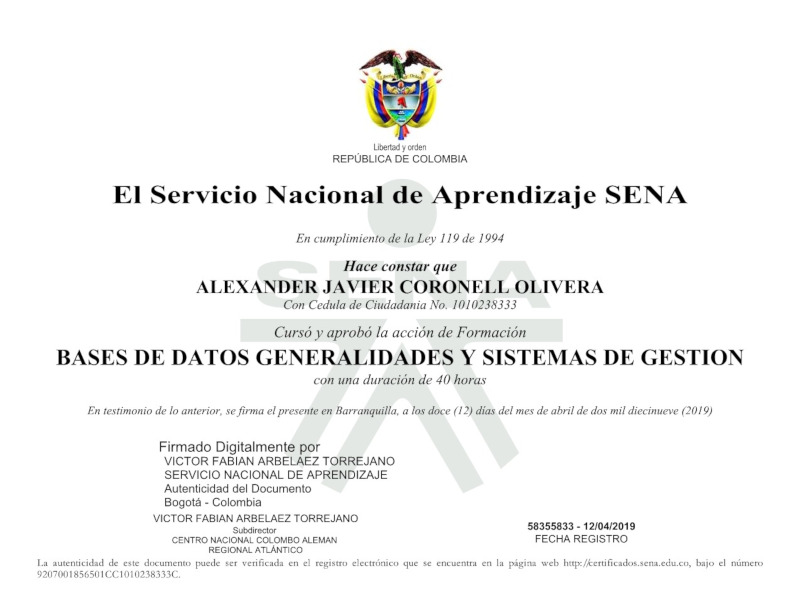 Libertad y orden
REPÚBLICA DE COLOMBIA
El Servicio Nacional de Aprendizaje SENA
En cumplimiento de la Ley 119 de 1994
SENA
Hace constar que
ALEXANDER JAVIER CORONELL OLIVERA
Con Cedula de Ciudadania No. 1010238333
Cursó y aprobó la acción de Formación
BASES DE DATOS GENERALIDADES Y SISTEMAS DE GESTION
con una duración de 40 horas
En testimonio de lo anterior, se firma el presente en Barranquilla, a los doce (12) días del mes de abril de dos mil diecinueve (2019)
Firmado Digitalmente por
VICTOR FABIAN ARBELAEZ TORREJANO
SERVICIO NACIONAL DE APRENDIZAJE
Autenticidad del Documento
Bogotá - Colombia
VICTOR FABIAN ARBELAEZ TORREJANO
Subdirector
CENTRO NACIONAL COLOMBO ALEMAN
REGIONAL ATLÁNTICO
58355833 - 12/04/2019
FECHA REGISTRO
La autenticidad de este documento puede ser verificada en el registro electrónico que se encuentra en la página web http://certificados.sena.edu.co, bajo el número
9207001856501CC1010238333C.